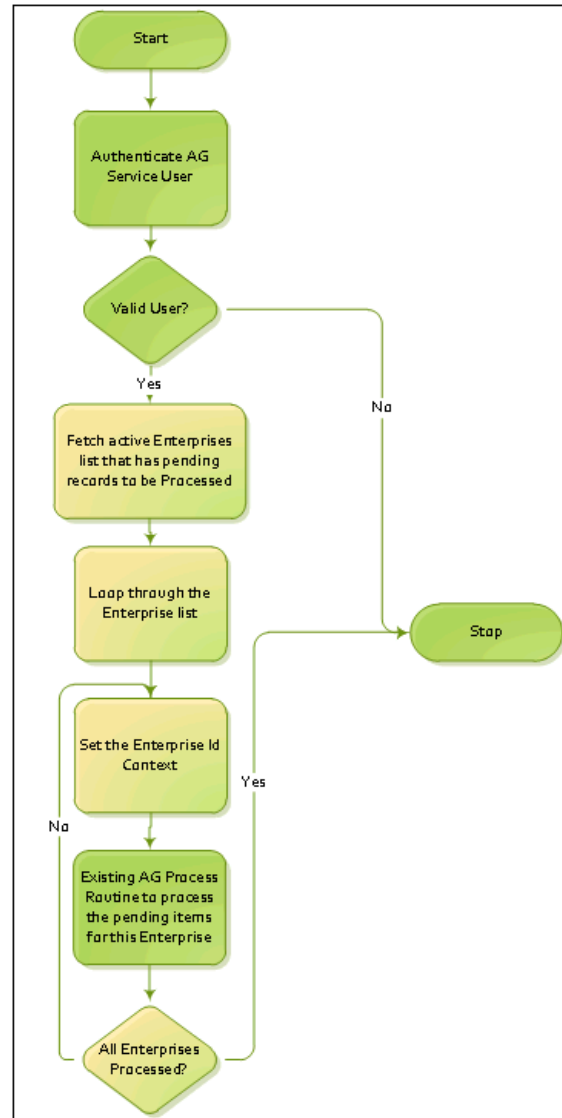 Start
Authenticate AG
Service User
Valid User?
Yes
No
Fetch active Enterprises
list that has pending
records to be Processed
Loop through the
Enterprise list
Stop
Set the Enterprise Id
Context
Yes
No
Existing AG Process
Routine to process
the pending items
for this Enterprise
All Enterprises
Processed?